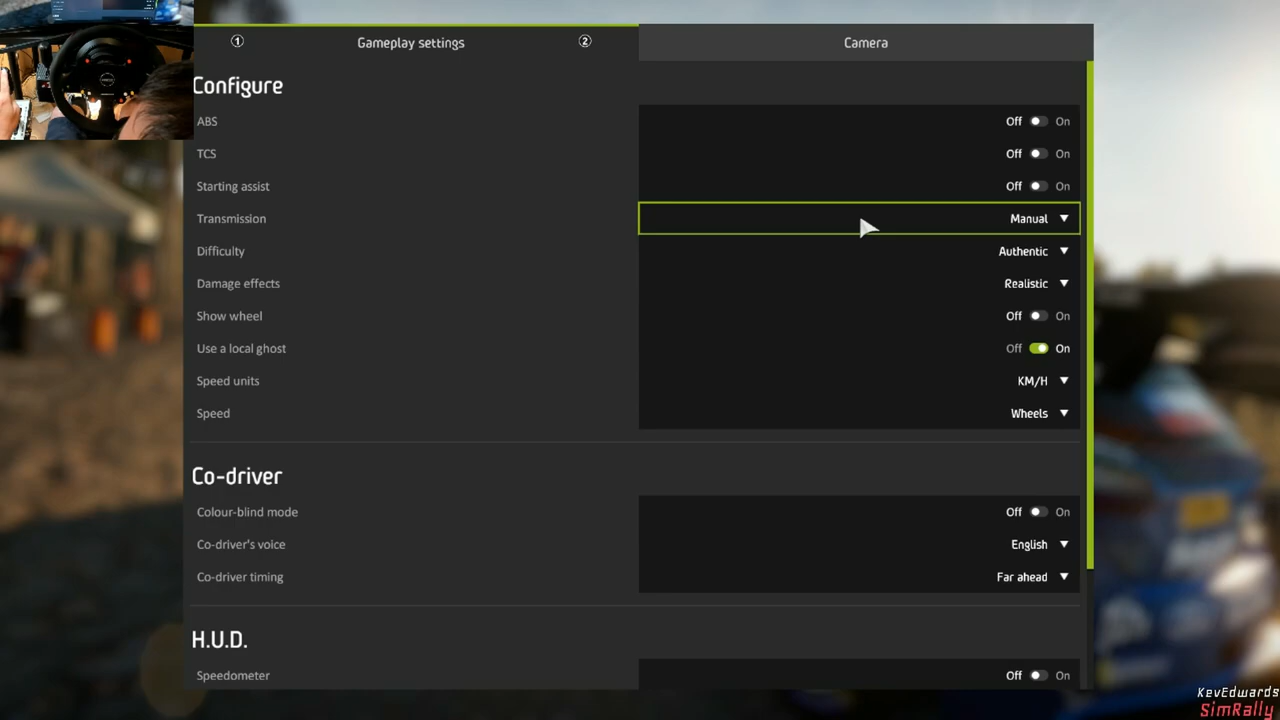 ① Gameplay settings ② Camera
Configure
ABS Off On
TCS Off On
Starting assist Off On
Transmission Manual
Difficulty Authentic
Damage effects Realistic
Show wheel Off On
Use a local ghost Off On
Speed units KM/H
Speed Wheels
Co-driver
Colour-blind mode Off On
Co-driver's voice English
Co-driver timing Far ahead
H.U.D.
Speedometer Off On
KevEdwards
SimRally